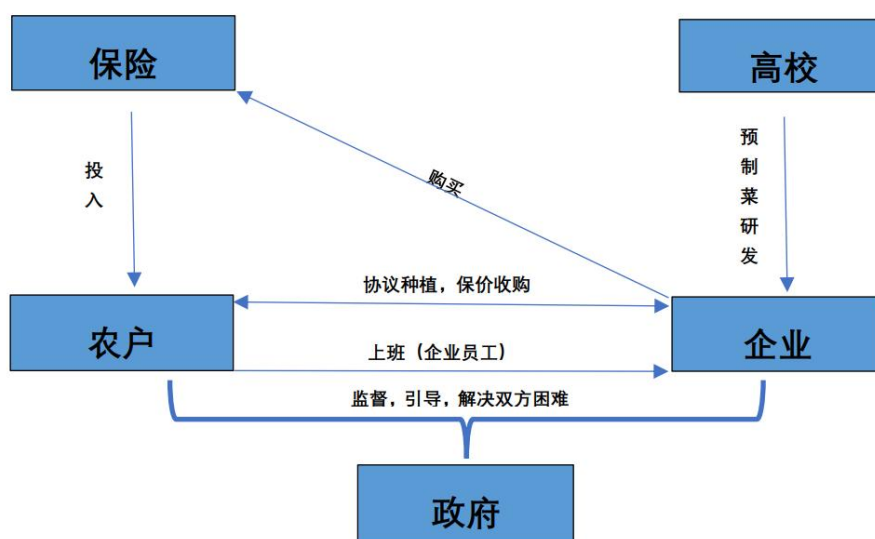 保险
高校
投入
购买
预制菜研发
协议种植，保价收购
农户
企业
上班（企业员工）
监督，引导，解决双方困难
政府